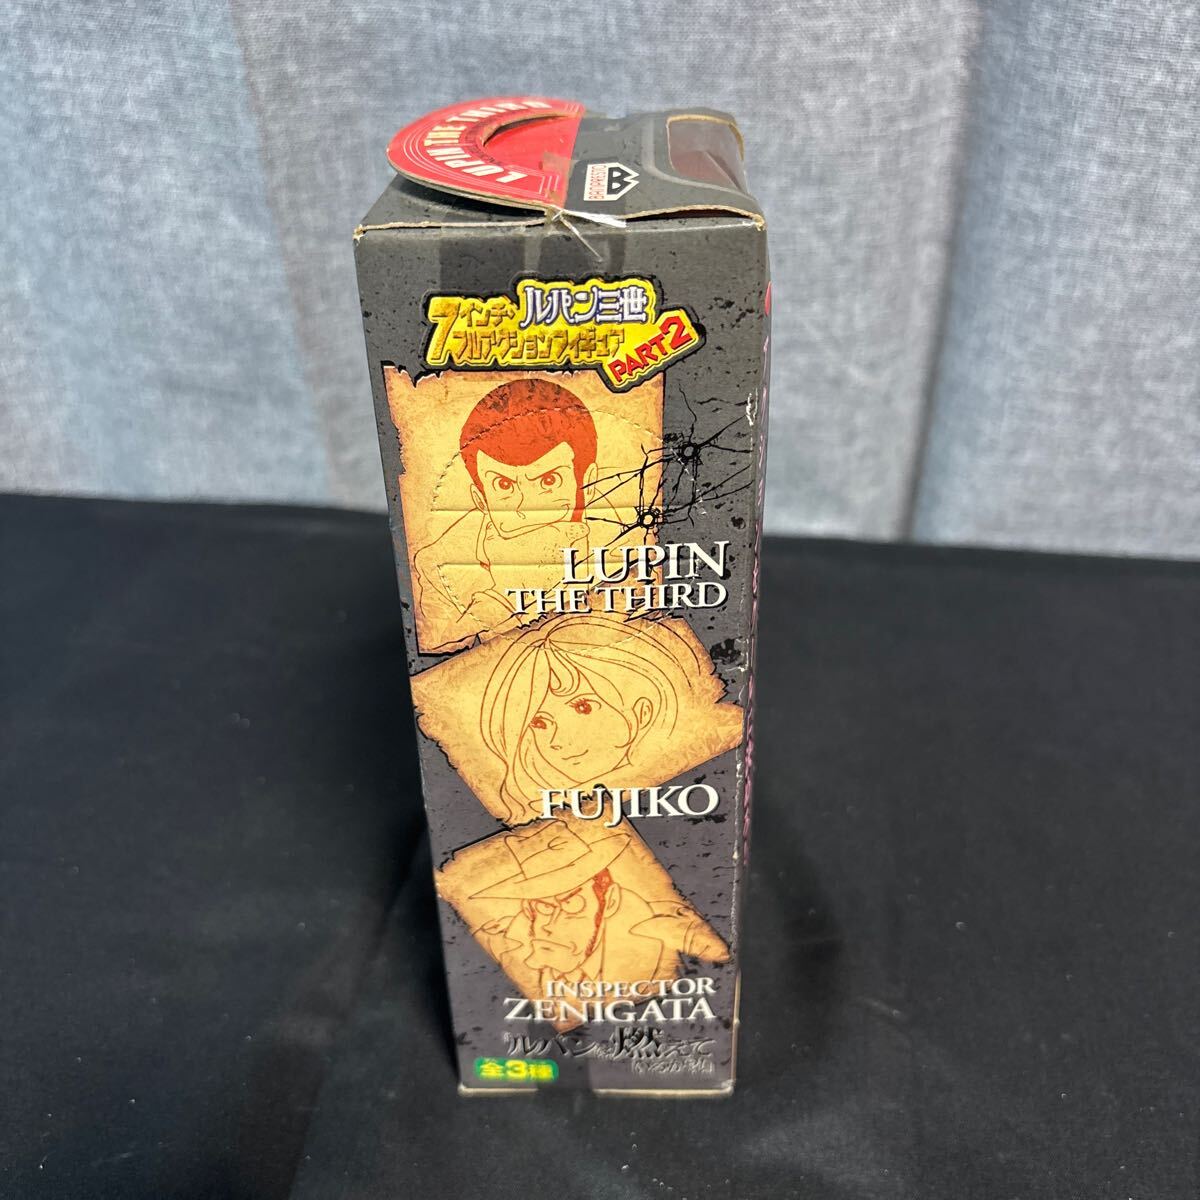 LUPIN THE THIRD
BANPRESTO
ルパン三世
7インチ・
フルアクションフィギュア
PART2
LUPIN
THE THIRD
FUJIKO
INSPECTOR
ZENIGATA
ルパンは燃えて
いるか
全3種